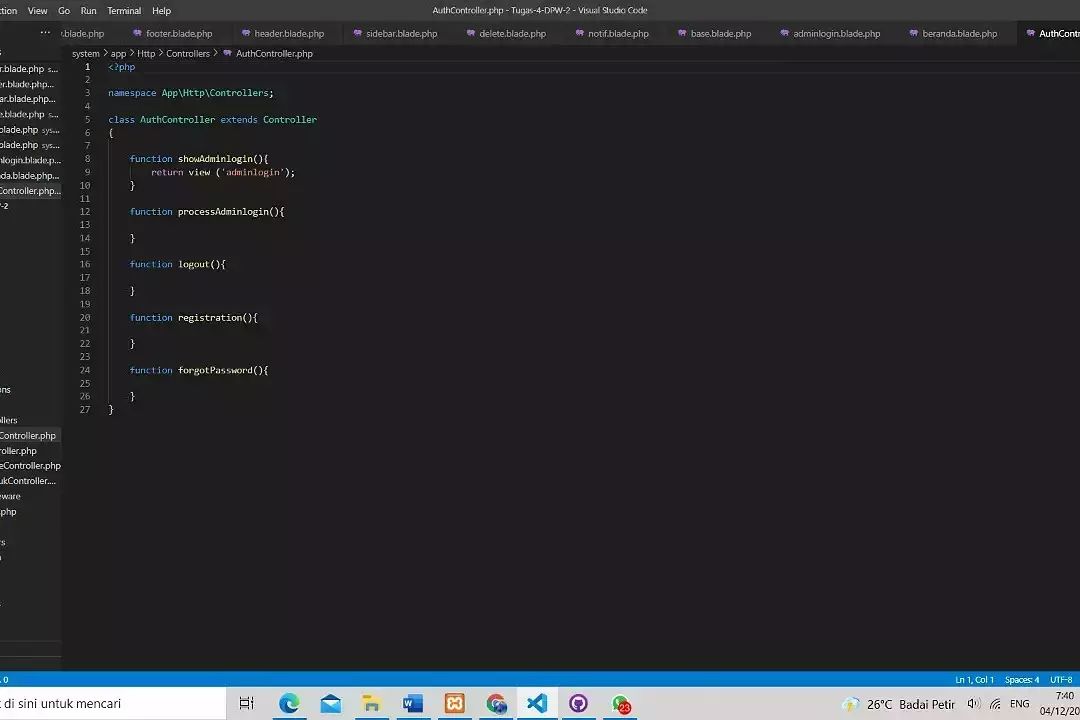 tion View Go Run Terminal Help AuthController.php - Tugas-4-DPW-2 - Visual Studio Code
... .blade.php footer.blade.php header.blade.php sidebar.blade.php delete.blade.php notif.blade.php base.blade.php adminlogin.blade.php beranda.blade.php AuthContr
system > app > Http > Controllers > AuthController.php
r.blade.php s...
er.blade.php...
ar.blade.php...
e.blade.php s...
blade.php sys...
blade.php sys...
nlogin.blade.p...
da.blade.php...
Controller.php...
-2
ons
llers
Controller.php
roller.php
eController.php
ukController....
ware
.php
1 <?php
2
3 namespace App\Http\Controllers;
4
5 class AuthController extends Controller
6 {
7
8 function showAdminlogin(){
9 return view ('adminlogin');
10 }
11
12 function processAdminlogin(){
13
14 }
15
16 function logout(){
17
18 }
19
20 function registration(){
21
22 }
23
24 function forgotPassword(){
25
26 }
27 }
0 Ln 1, Col 1 Spaces: 4 UTF-8
di sini untuk mencari 23 26°C Badai Petir ENG 7:40
04/12/20